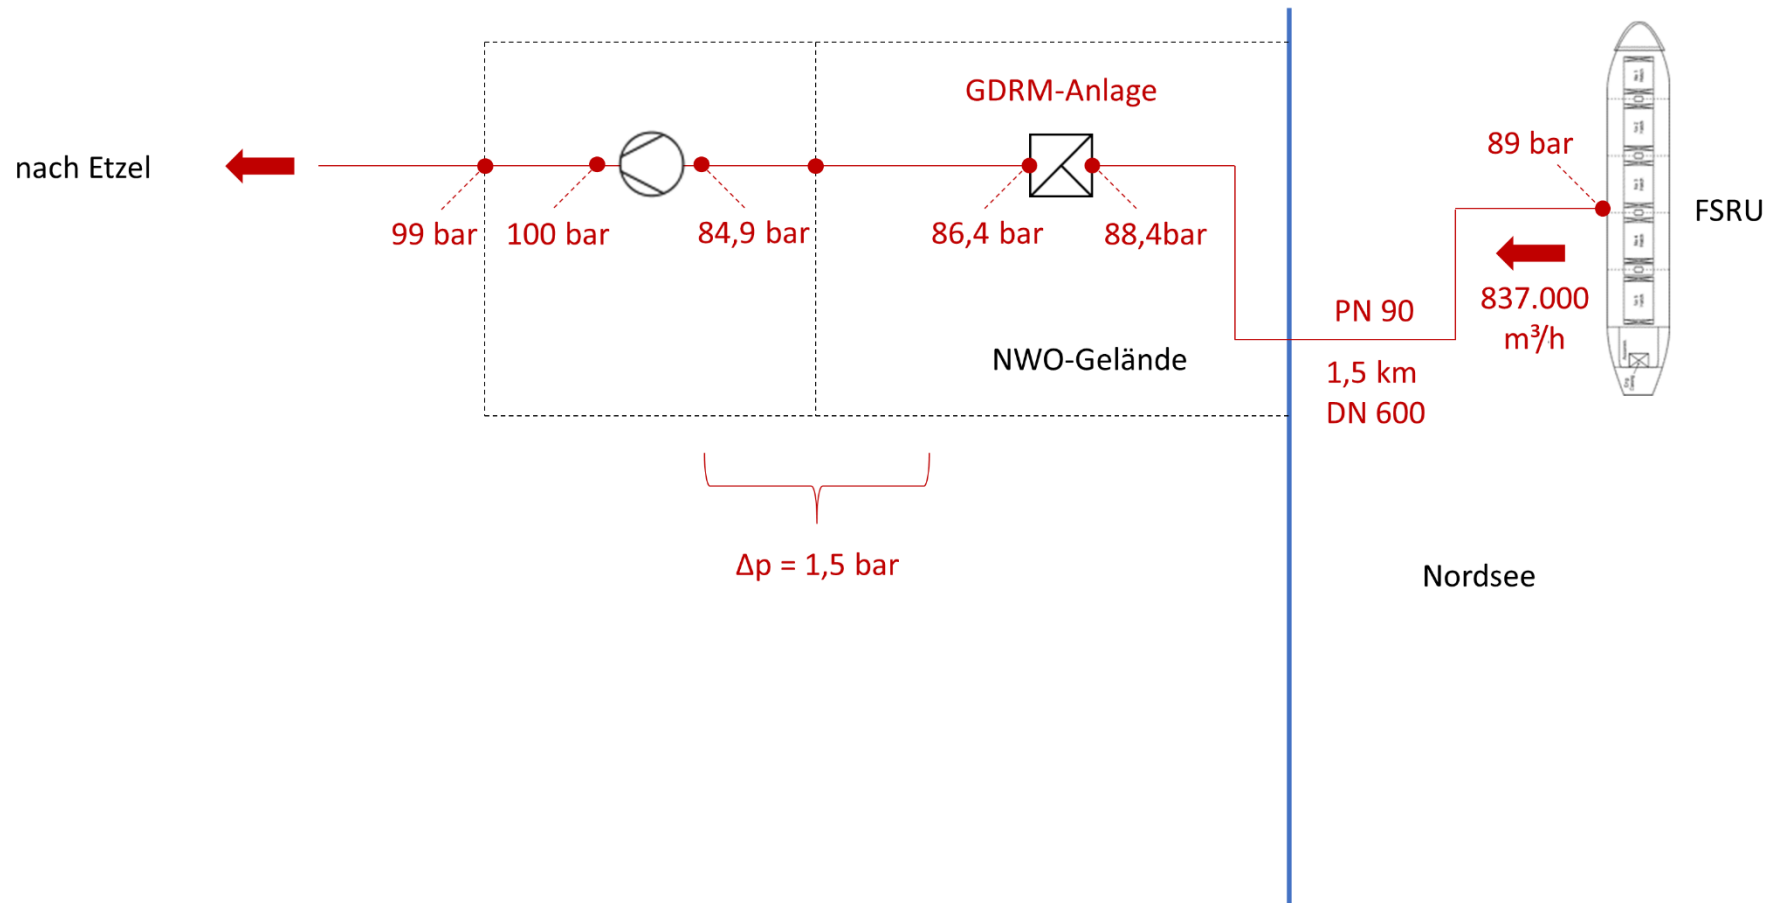 GDRM-Anlage
nach Etzel
89 bar
FSRU
99 bar
100 bar
84,9 bar
86,4 bar
88,4bar
837.000
m³/h
PN 90
NWO-Gelände
1,5 km
DN 600
Δp = 1,5 bar
Nordsee